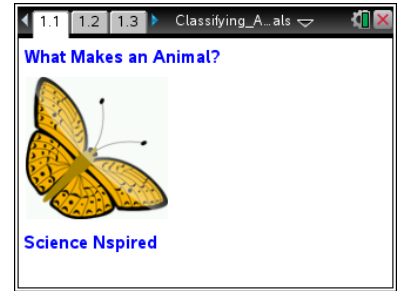 1.1 1.2 1.3 Classifying_A…als
What Makes an Animal?
Science Nspired